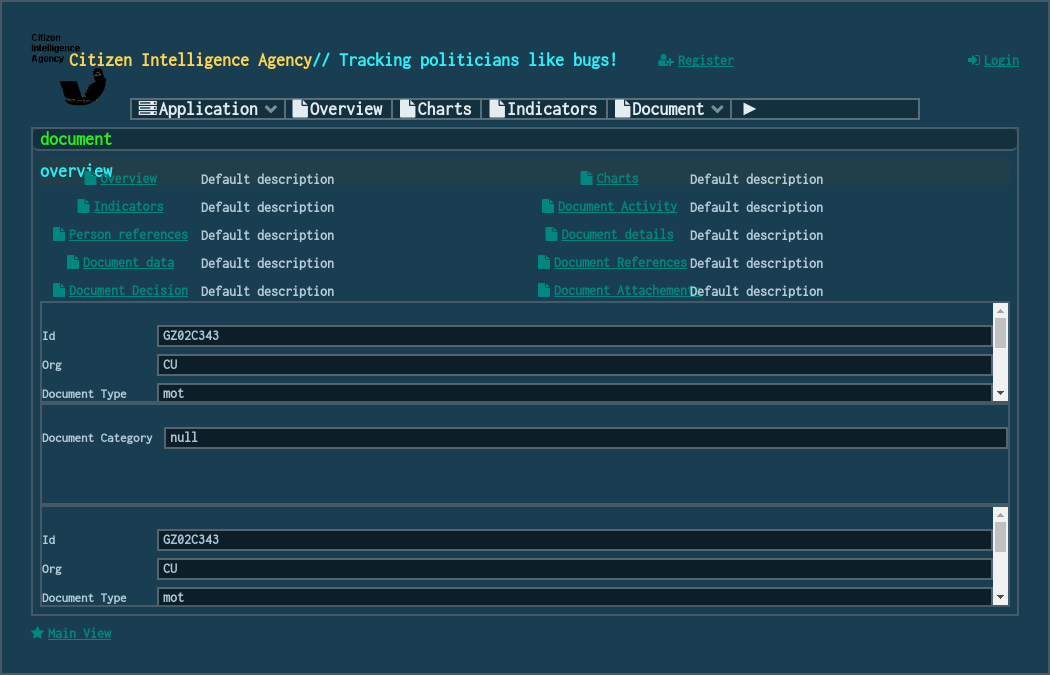 Citizen
Intelligence
Agency
Citizen Intelligence Agency// Tracking politicians like bugs!
Register
Login
Application
Overview
Charts
Indicators
Document
document
overview
Overview Default description Charts Default description
Indicators Default description Document Activity Default description
Person references Default description Document details Default description
Document data Default description Document References Default description
Document Decision Default description Document Attachements Default description
Id GZ02C343
Org CU
Document Type mot
Document Category null
Id GZ02C343
Org CU
Document Type mot
Main View